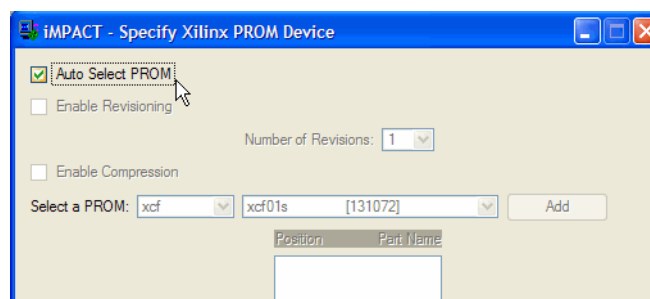 iMPACT - Specify Xilinx PROM Device
Auto Select PROM
Enable Revisioning
Number of Revisions: 1
Enable Compression
Select a PROM: xcf xcf01s [131072] Add
Position Part Name